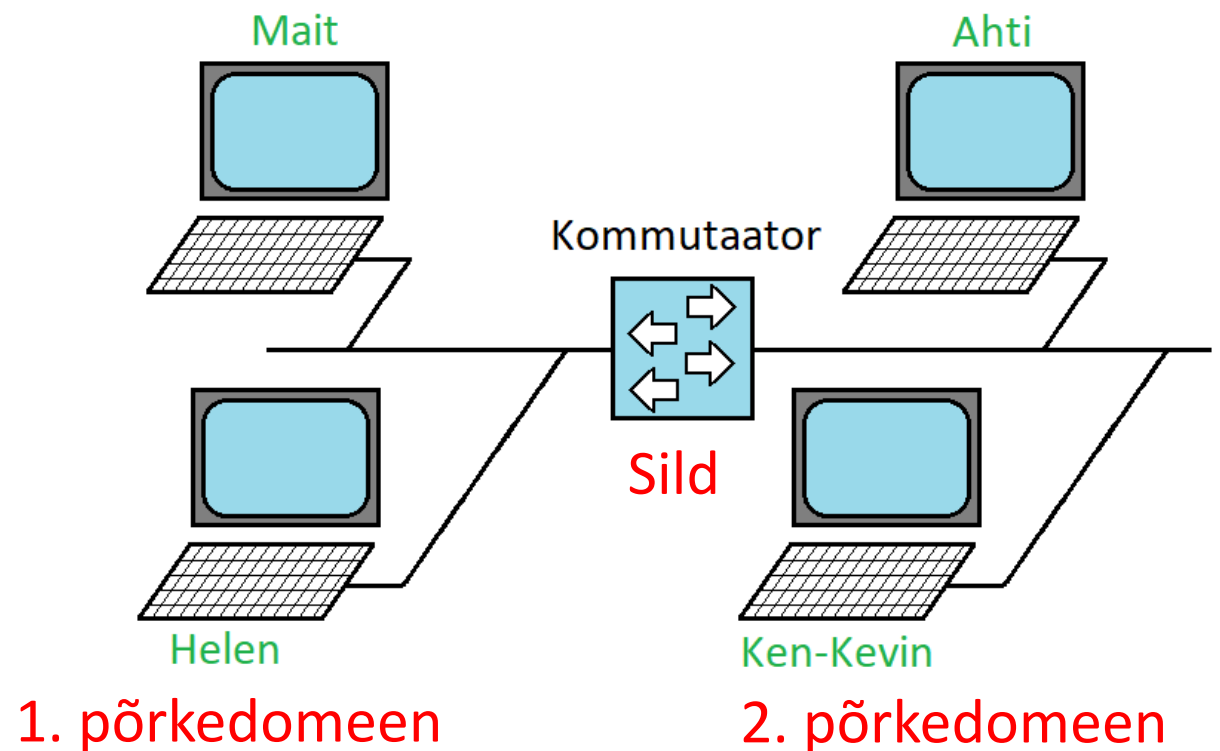 Mait
Ahti
Kommutaator
Sild
Helen
Ken-Kevin
1. põrkedomeen
2. põrkedomeen